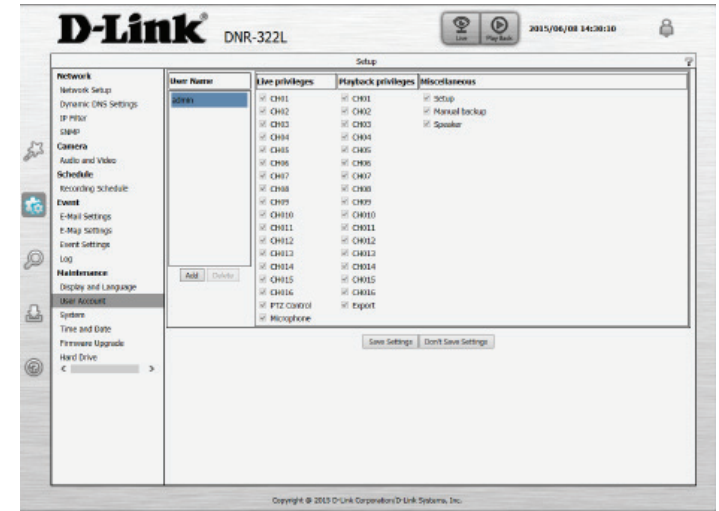 D-Link DNR-322L
Live
Play Back
2015/06/08 14:30:10
Setup
?
Network
Network Setup
Dynamic DNS Settings
IP Filter
SNMP
Camera
Audio and Video
Schedule
Recording Schedule
Event
E-Mail Settings
E-Map Settings
Event Settings
Log
Maintenance
Display and Language
User Account
System
Time and Date
Firmware Upgrade
Hard Drive
User Name
admin
Add
Delete
Live privileges
CH01
CH02
CH03
CH04
CH05
CH06
CH07
CH08
CH09
CH010
CH011
CH012
CH013
CH014
CH015
CH016
PTZ Control
Microphone
Playback privileges
CH01
CH02
CH03
CH04
CH05
CH06
CH07
CH08
CH09
CH010
CH011
CH012
CH013
CH014
CH015
CH016
Export
Miscellaneous
Setup
Manual backup
Speaker
Save Settings
Don't Save Settings
Copyright @ 2015 D-Link Corporation/D-Link Systems, Inc.